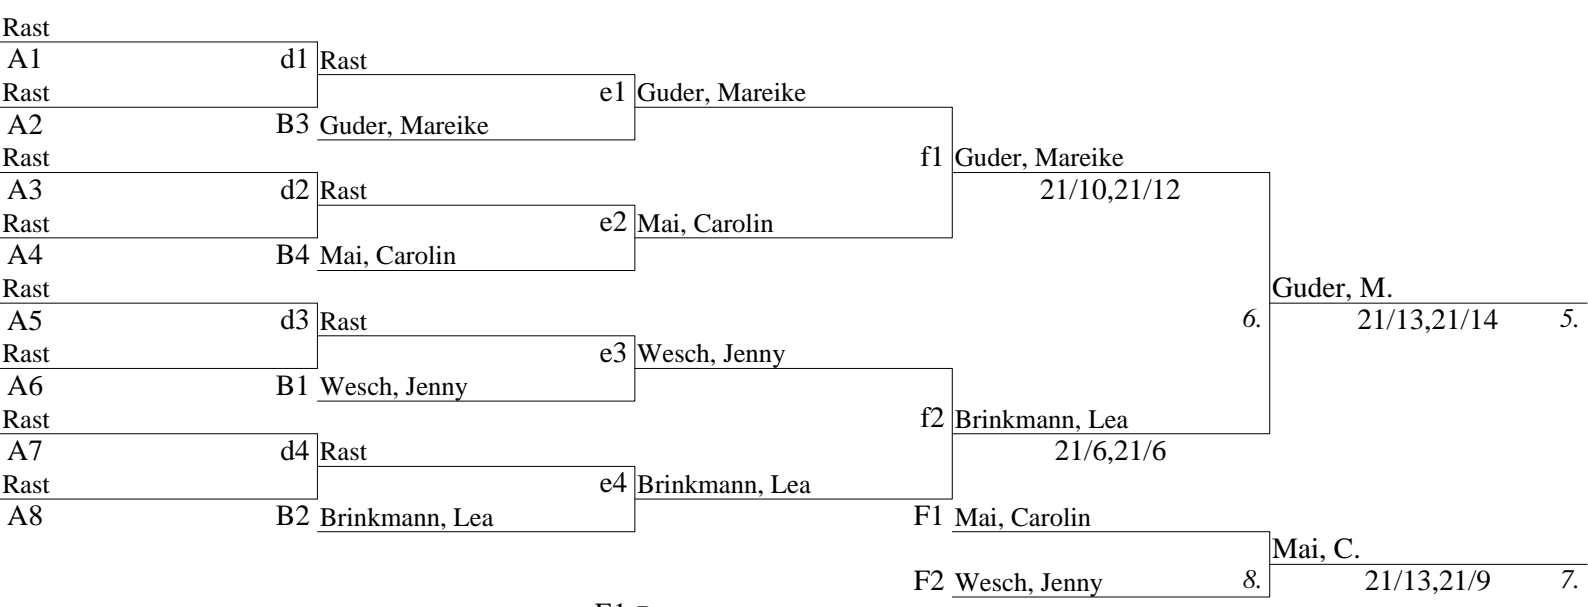 Rast
A1 d1 Rast
Rast e1 Guder, Mareike
A2 B3 Guder, Mareike
Rast f1 Guder, Mareike
A3 d2 Rast 21/10,21/12
Rast e2 Mai, Carolin
A4 B4 Mai, Carolin
Rast Guder, M.
A5 d3 Rast 6. 21/13,21/14 5.
Rast e3 Wesch, Jenny
A6 B1 Wesch, Jenny
Rast f2 Brinkmann, Lea
A7 d4 Rast 21/6,21/6
Rast e4 Brinkmann, Lea
A8 B2 Brinkmann, Lea F1 Mai, Carolin
Mai, C.
F2 Wesch, Jenny 8. 21/13,21/9 7.